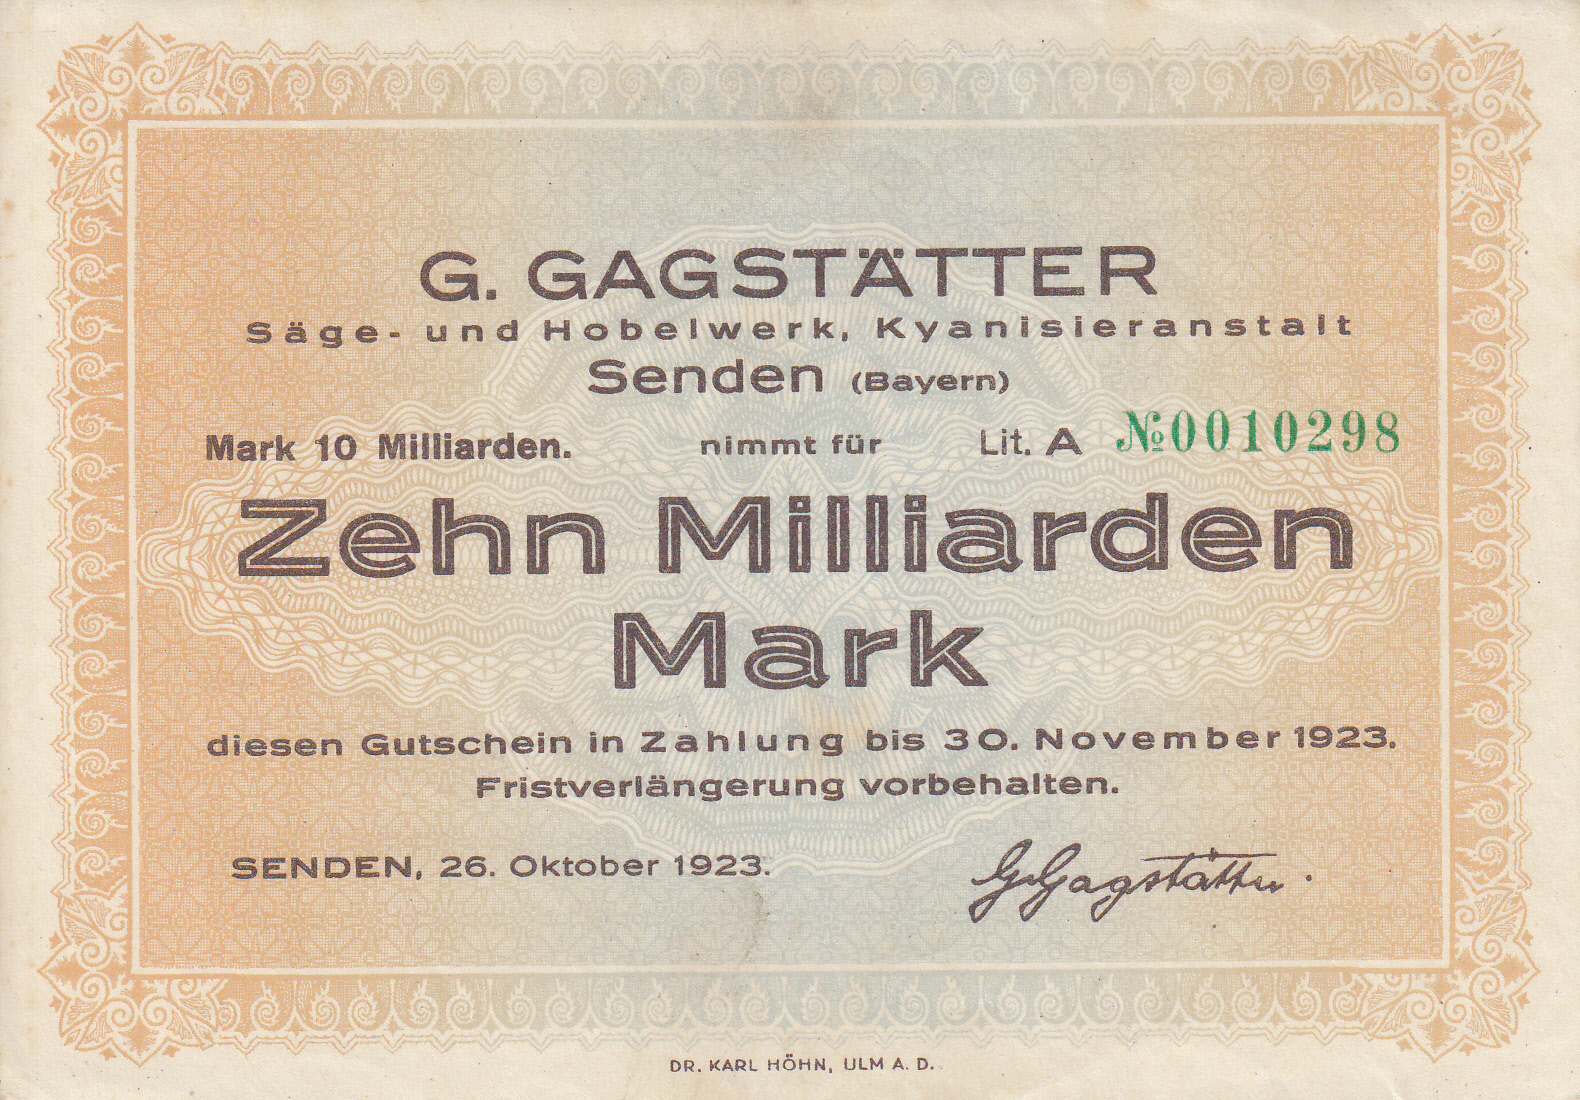 G. GAGSTÄTTER
Säge- und Hobelwerk, Kyanisieranstalt
Senden (Bayern)
Mark 10 Milliarden. nimmt für Lit. A №0010298
Zehn Milliarden
Mark
diesen Gutschein in Zahlung bis 30. November 1923.
Fristverlängerung vorbehalten.
SENDEN, 26. Oktober 1923. G. Gagstätter.
DR. KARL HÖHN, ULM A. D.